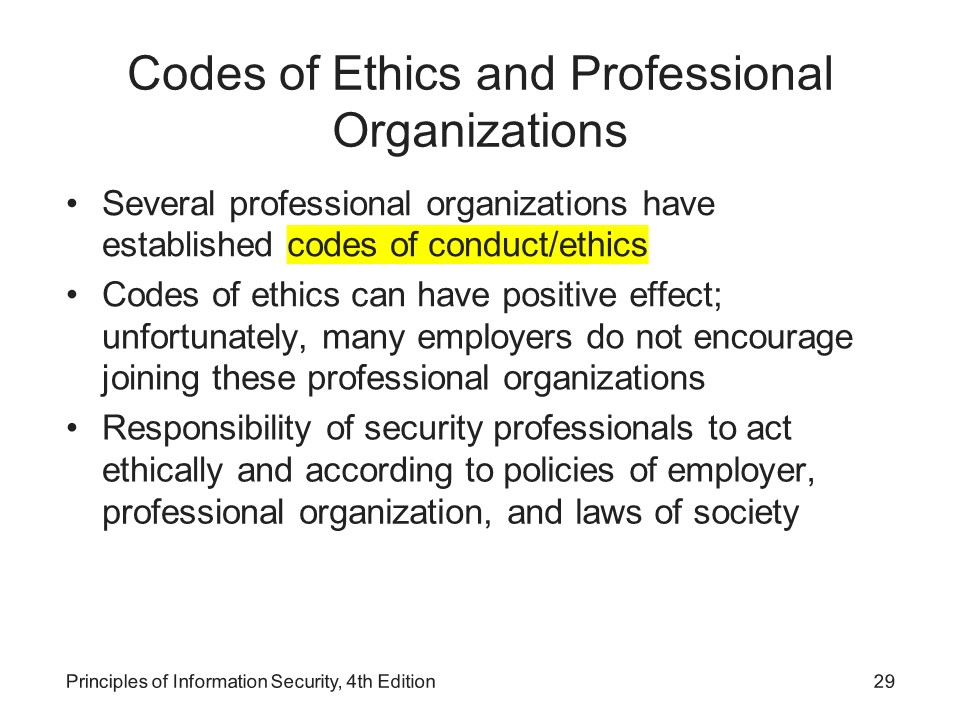 Codes of Ethics and Professional
Organizations
• Several professional organizations have
established codes of conduct/ethics
• Codes of ethics can have positive effect;
unfortunately, many employers do not encourage
joining these professional organizations
• Responsibility of security professionals to act
ethically and according to policies of employer,
professional organization, and laws of society
Principles of Information Security, 4th Edition 29